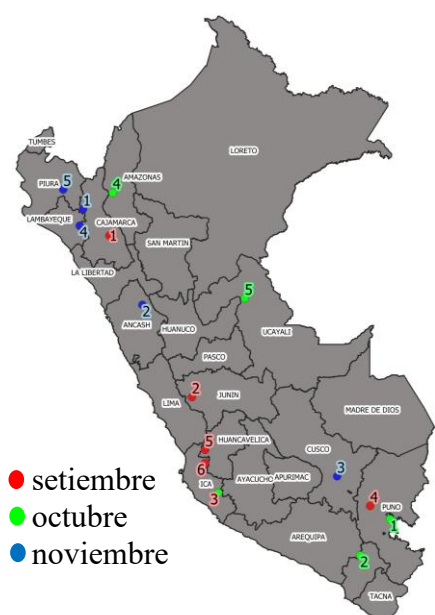 TUMBES
LORETO
5
PIURA
4
AMAZONAS
1
LAMBAYEQUE
CAJAMARCA
4
1
SAN MARTIN
LA LIBERTAD
5
2
ANCASH
HUANUCO
UCAYALI
PASCO
2
LIMA
JUNIN
MADRE DE DIOS
5
HUANCAVELICA
CUSCO
6
3
ICA
AYACUCHO
APURIMAC
3
4
PUNO
1
AREQUIPA
2
TACNA
setiembre
octubre
noviembre